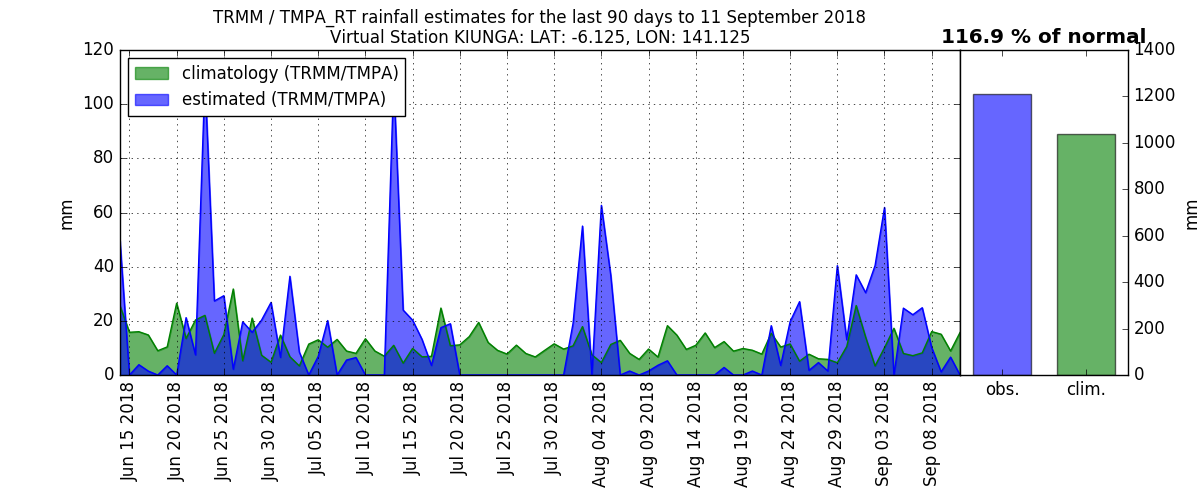 TRMM / TMPA_RT rainfall estimates for the last 90 days to 11 September 2018
Virtual Station KIUNGA: LAT: -6.125, LON: 141.125
116.9 % of normal
climatology (TRMM/TMPA)
estimated (TRMM/TMPA)
mm
120
100
80
60
40
20
0
Jun 15 2018
Jun 20 2018
Jun 25 2018
Jun 30 2018
Jul 05 2018
Jul 10 2018
Jul 15 2018
Jul 20 2018
Jul 25 2018
Jul 30 2018
Aug 04 2018
Aug 09 2018
Aug 14 2018
Aug 19 2018
Aug 24 2018
Aug 29 2018
Sep 03 2018
Sep 08 2018
obs.
clim.
1400
1200
1000
800
600
400
200
0
mm